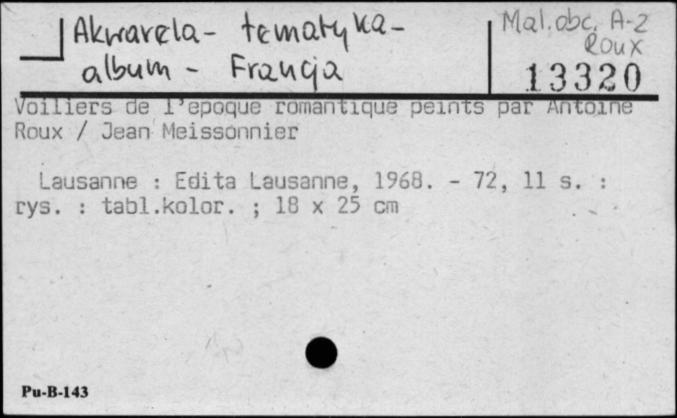 Akwarela - tematyka -
album - Francja
Mal. obc. A-Z
Roux
13320
Voiliers de l'epoque romantique peints par Antoine
Roux / Jean Meissonnier
Lausanne : Edita Lausanne, 1968. - 72, 11 s. :
rys. : tabl.kolor. ; 18 x 25 cm
Pu-B-143